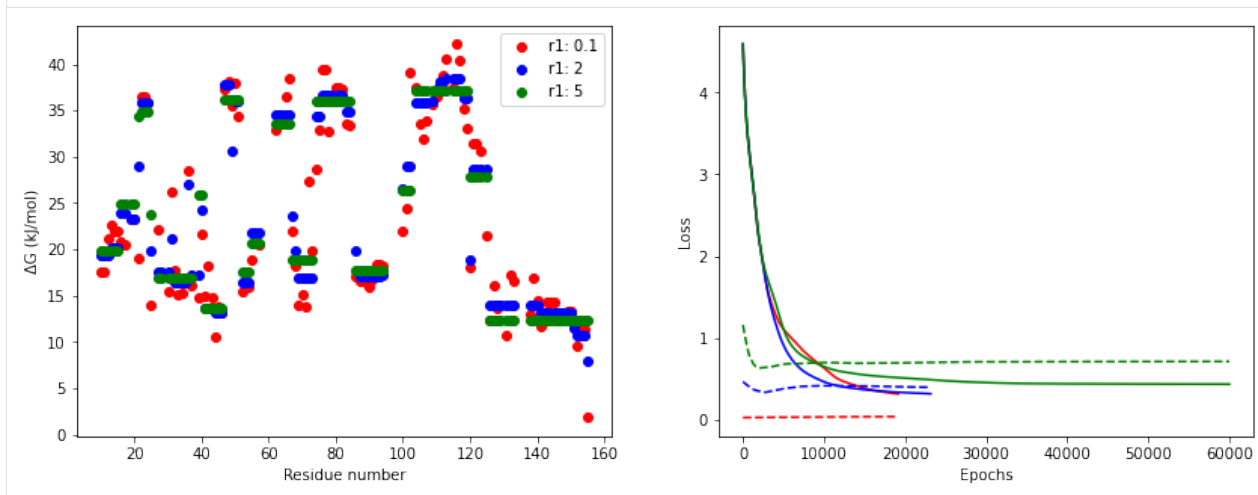 40
35
30
25
20
15
10
5
0
ΔG (kJ/mol)
r1: 0.1
r1: 2
r1: 5
20 40 60 80 100 120 140 160
Residue number
4
3
2
1
0
Loss
0 10000 20000 30000 40000 50000 60000
Epochs